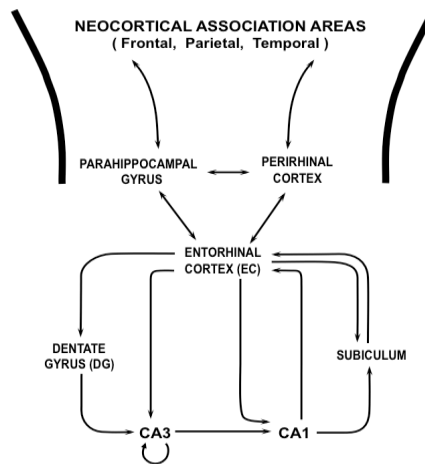 NEOCORTICAL ASSOCIATION AREAS
( Frontal, Parietal, Temporal )
PARAHIPPOCAMPAL
GYRUS
PERIRHINAL
CORTEX
ENTORHINAL
CORTEX (EC)
DENTATE
GYRUS (DG)
SUBICULUM
CA3
CA1